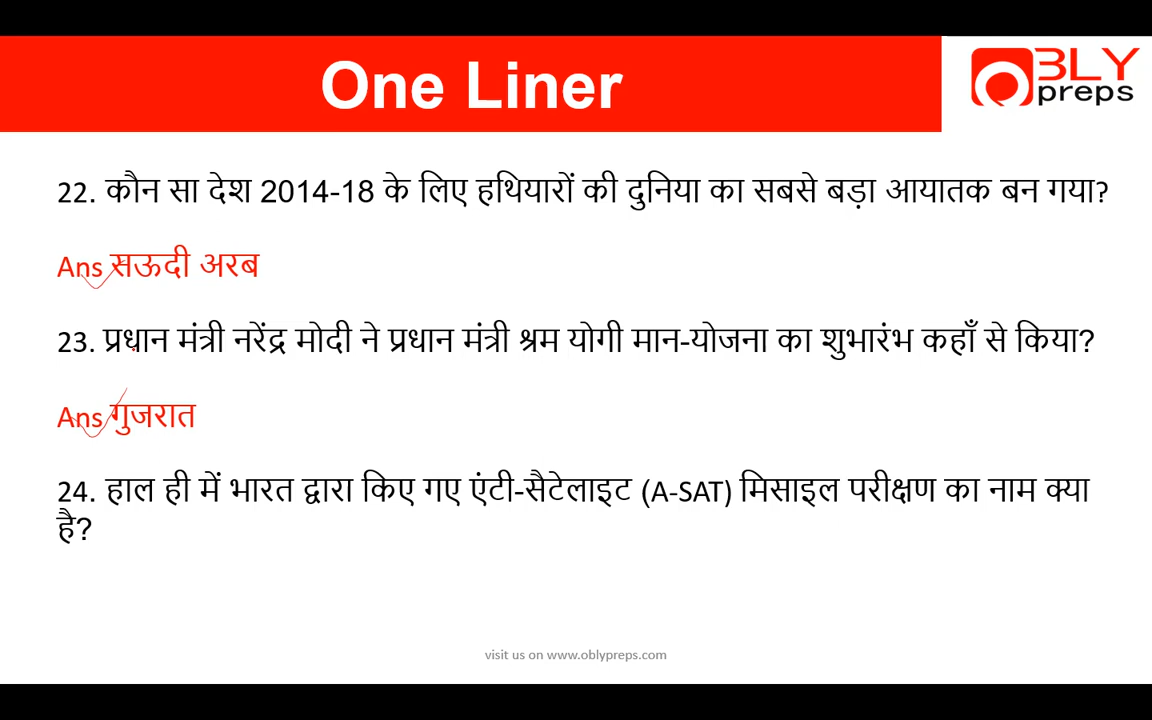 One Liner
OBLY
preps
22. कौन सा देश 2014-18 के लिए हथियारों की दुनिया का सबसे बड़ा आयातक बन गया?
Ans सऊदी अरब
23. प्रधान मंत्री नरेंद्र मोदी ने प्रधान मंत्री श्रम योगी मान-योजना का शुभारंभ कहाँ से किया?
Ans गुजरात
24. हाल ही में भारत द्वारा किए गए एंटी-सैटेलाइट (A-SAT) मिसाइल परीक्षण का नाम क्या
है?
visit us on www.oblypreps.com